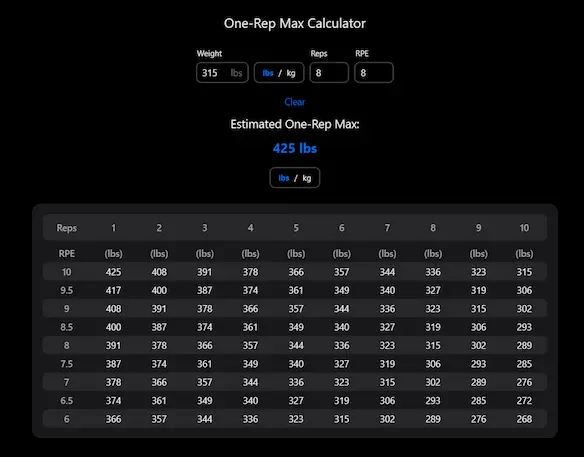 One-Rep Max Calculator
Weight Reps RPE
315 lbs lbs / kg 8 8
Clear
Estimated One-Rep Max:
425 lbs
lbs / kg
Reps 1 2 3 4 5 6 7 8 9 10
RPE (lbs) (lbs) (lbs) (lbs) (lbs) (lbs) (lbs) (lbs) (lbs) (lbs)
10 425 408 391 378 366 357 344 336 323 315
9.5 417 400 387 374 361 349 340 327 319 306
9 408 391 378 366 357 344 336 323 315 302
8.5 400 387 374 361 349 340 327 319 306 293
8 391 378 366 357 344 336 323 315 302 289
7.5 387 374 361 349 340 327 319 306 293 285
7 378 366 357 344 336 323 315 302 289 276
6.5 374 361 349 340 327 319 306 293 285 272
6 366 357 344 336 323 315 302 289 276 268